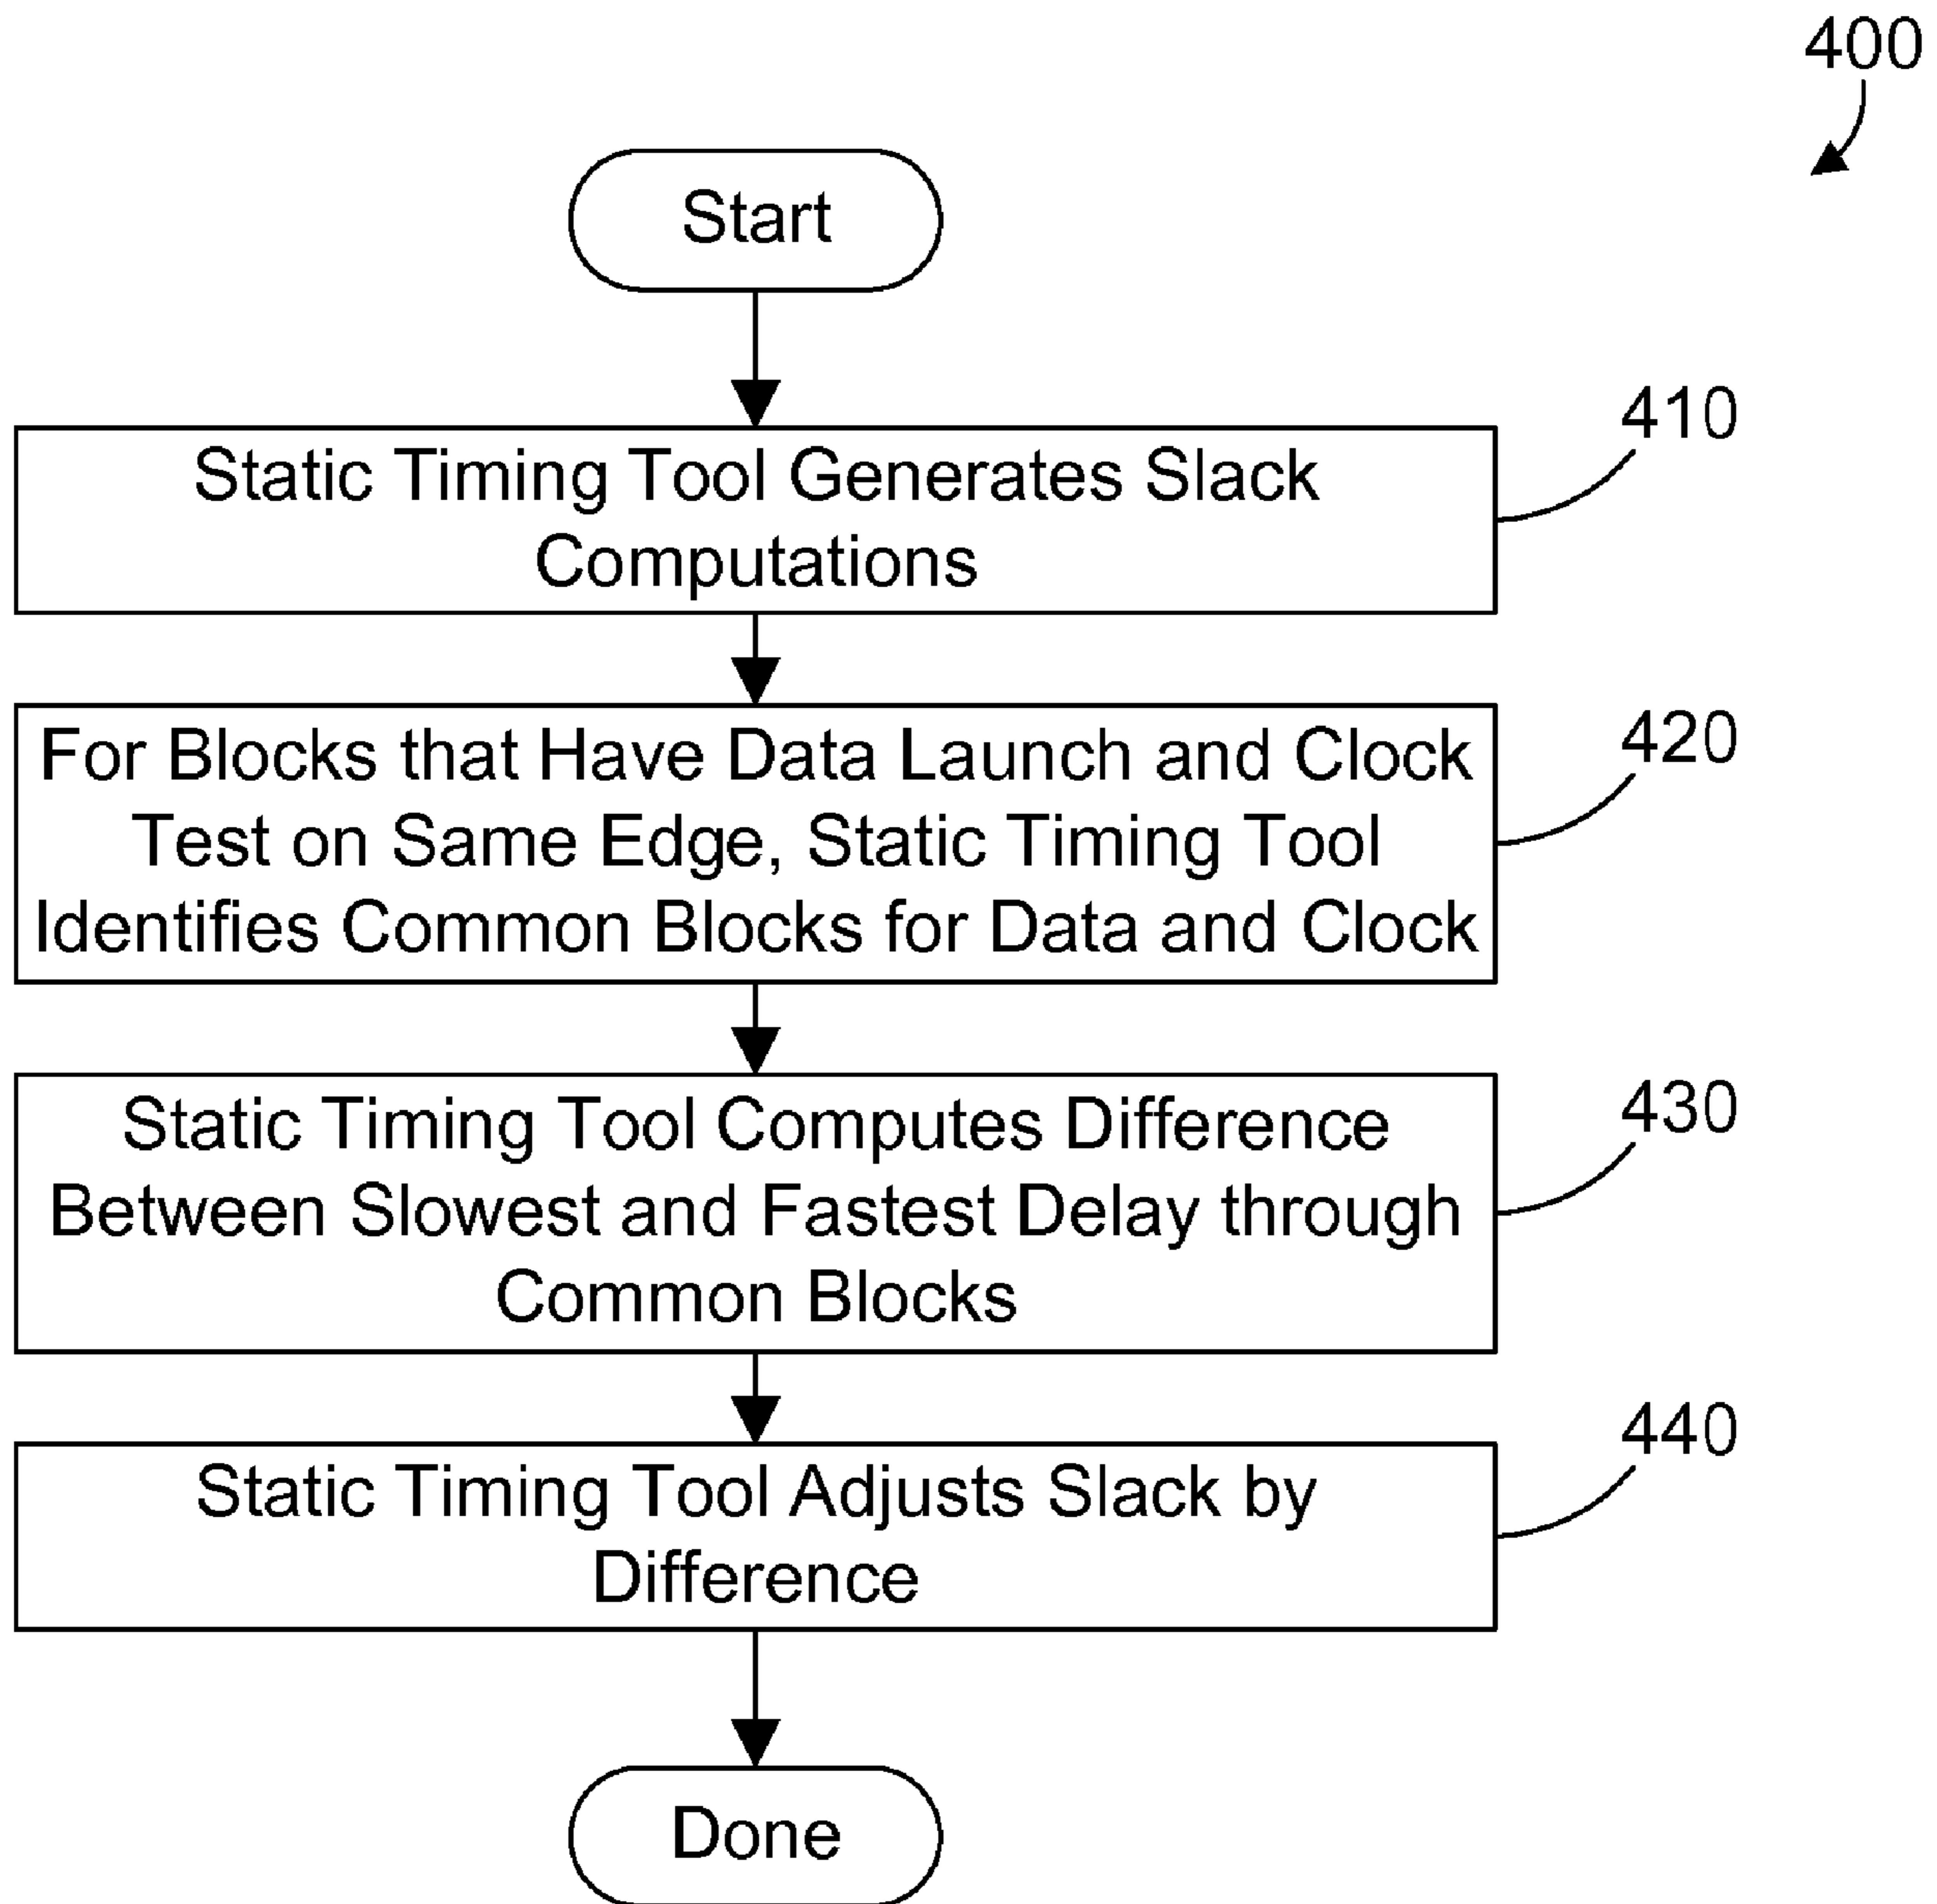 400
Start
410
Static Timing Tool Generates Slack
Computations
420
For Blocks that Have Data Launch and Clock
Test on Same Edge, Static Timing Tool
Identifies Common Blocks for Data and Clock
430
Static Timing Tool Computes Difference
Between Slowest and Fastest Delay through
Common Blocks
440
Static Timing Tool Adjusts Slack by
Difference
Done